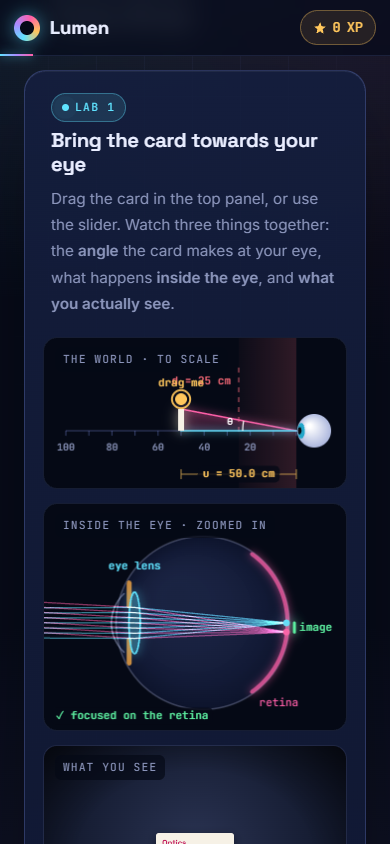 Lumen
0 XP
LAB 1
Bring the card towards your
eye
Drag the card in the top panel, or use
the slider. Watch three things together:
the angle the card makes at your eye,
what happens inside the eye, and what
you actually see.
THE WORLD · TO SCALE
drag me
= 25 cm
θ
100 80 60 40 20
u = 50.0 cm
INSIDE THE EYE · ZOOMED IN
eye lens
image
retina
✓ focused on the retina
WHAT YOU SEE
Optics